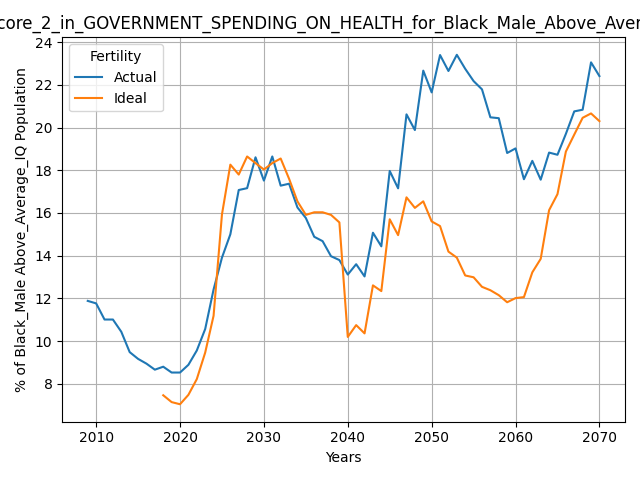 core_2_in_GOVERNMENT_SPENDING_ON_HEALTH_for_Black_Male_Above_Aver
24
22
20
18
16
14
12
10
8
% of Black_Male Above_Average_IQ Population
Fertility
Actual
Ideal
2010 2020 2030 2040 2050 2060 2070
Years